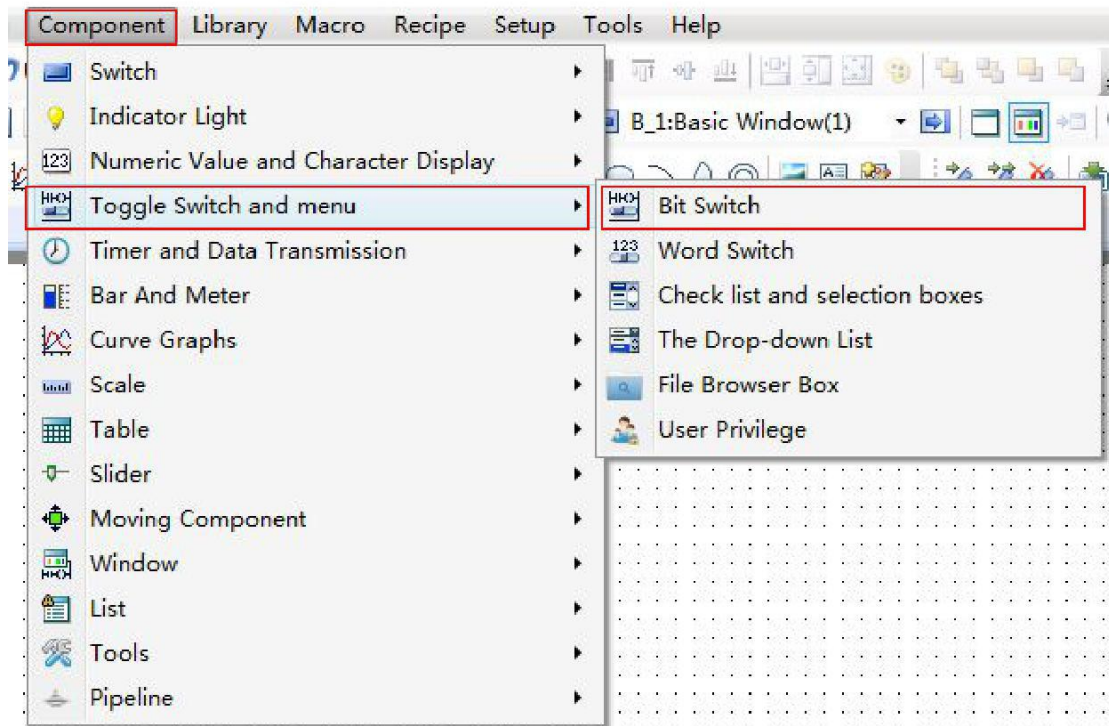 Component Library Macro Recipe Setup Tools Help
Switch
Indicator Light
B_1:Basic Window(1)
123 Numeric Value and Character Display
Toggle Switch and menu
Bit Switch
Timer and Data Transmission
123 Word Switch
Bar And Meter
Check list and selection boxes
Curve Graphs
The Drop-down List
Scale
File Browser Box
Table
User Privilege
Slider
Moving Component
Window
List
Tools
Pipeline